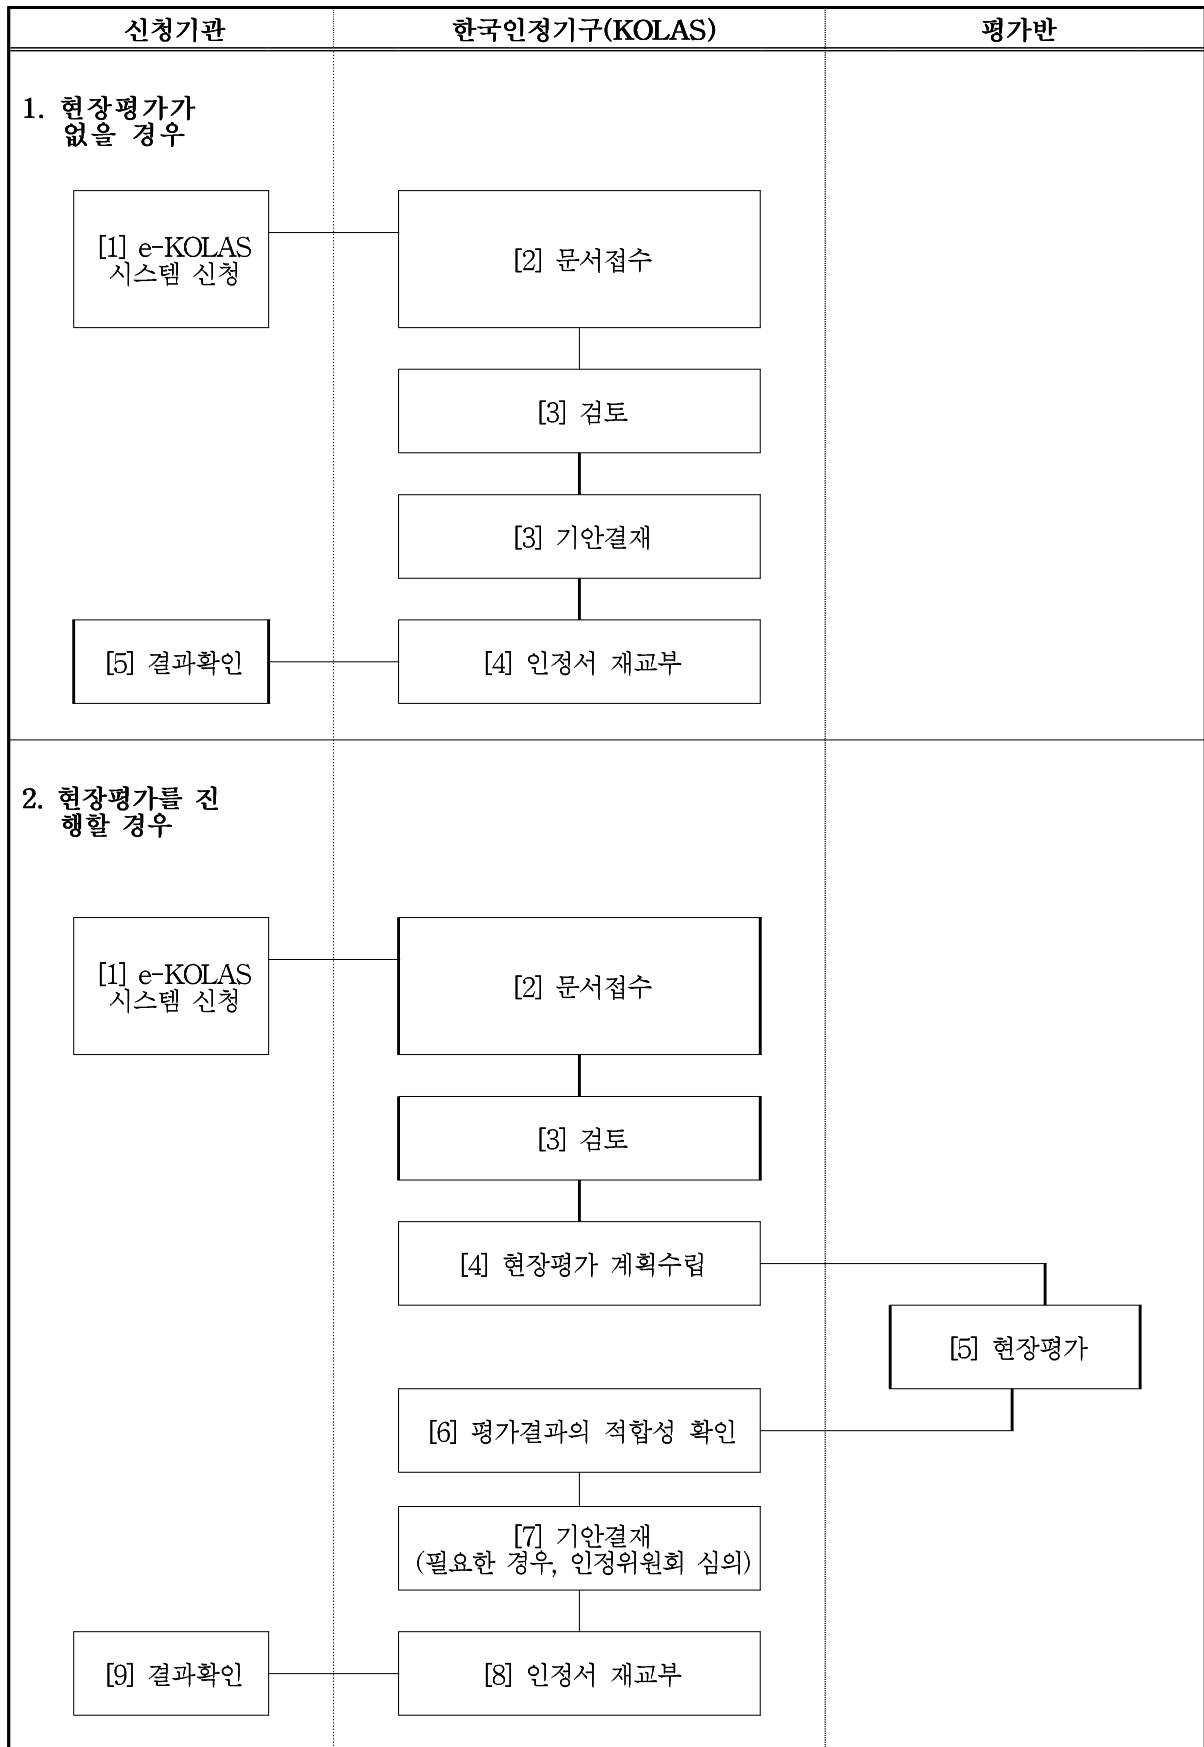 신청기관
한국인정기구(KOLAS)
평가반
1. 현장평가가
없을 경우
[1] e-KOLAS
시스템 신청
[2] 문서접수
[3] 검토
[3] 기안결재
[4] 인정서 재교부
[5] 결과확인
2. 현장평가를 진
행할 경우
[1] e-KOLAS
시스템 신청
[2] 문서접수
[3] 검토
[4] 현장평가 계획수립
[5] 현장평가
[6] 평가결과의 적합성 확인
[7] 기안결재
(필요한 경우, 인정위원회 심의)
[8] 인정서 재교부
[9] 결과확인